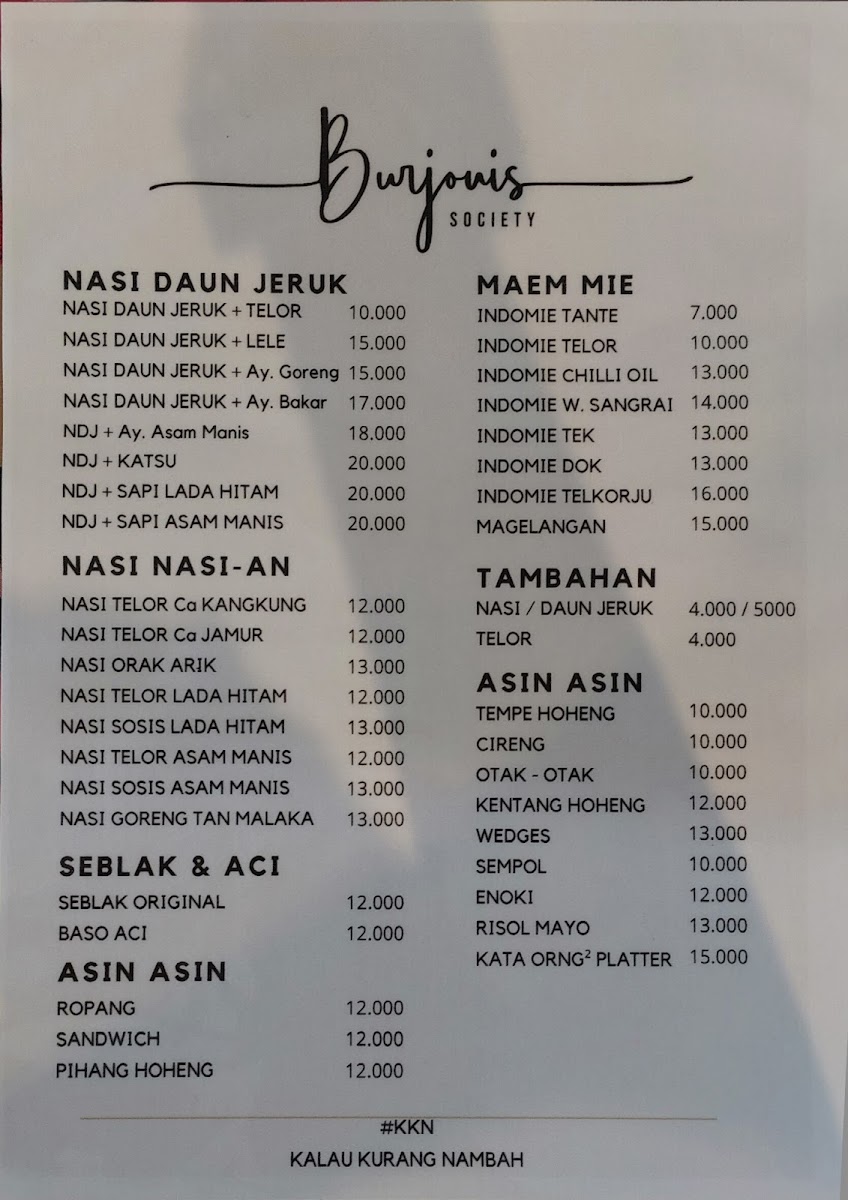 Burjouis
SOCIETY
NASI DAUN JERUK
NASI DAUN JERUK + TELOR 10.000
NASI DAUN JERUK + LELE 15.000
NASI DAUN JERUK + Ay. Goreng 15.000
NASI DAUN JERUK + Ay. Bakar 17.000
NDJ + Ay. Asam Manis 18.000
NDJ + KATSU 20.000
NDJ + SAPI LADA HITAM 20.000
NDJ + SAPI ASAM MANIS 20.000
NASI NASI-AN
NASI TELOR Ca KANGKUNG 12.000
NASI TELOR Ca JAMUR 12.000
NASI ORAK ARIK 13.000
NASI TELOR LADA HITAM 12.000
NASI SOSIS LADA HITAM 13.000
NASI TELOR ASAM MANIS 12.000
NASI SOSIS ASAM MANIS 13.000
NASI GORENG TAN MALAKA 13.000
SEBLAK & ACI
SEBLAK ORIGINAL 12.000
BASO ACI 12.000
ASIN ASIN
ROPANG 12.000
SANDWICH 12.000
PIHANG HOHENG 12.000
MAEM MIE
INDOMIE TANTE 7.000
INDOMIE TELOR 10.000
INDOMIE CHILLI OIL 13.000
INDOMIE W. SANGRAI 14.000
INDOMIE TEK 13.000
INDOMIE DOK 13.000
INDOMIE TELKORJU 16.000
MAGELANGAN 15.000
TAMBAHAN
NASI / DAUN JERUK 4.000 / 5000
TELOR 4.000
ASIN ASIN
TEMPE HOHENG 10.000
CIRENG 10.000
OTAK - OTAK 10.000
KENTANG HOHENG 12.000
WEDGES 13.000
SEMPOL 10.000
ENOKI 12.000
RISOL MAYO 13.000
KATA ORNG² PLATTER 15.000
#KKN
KALAU KURANG NAMBAH